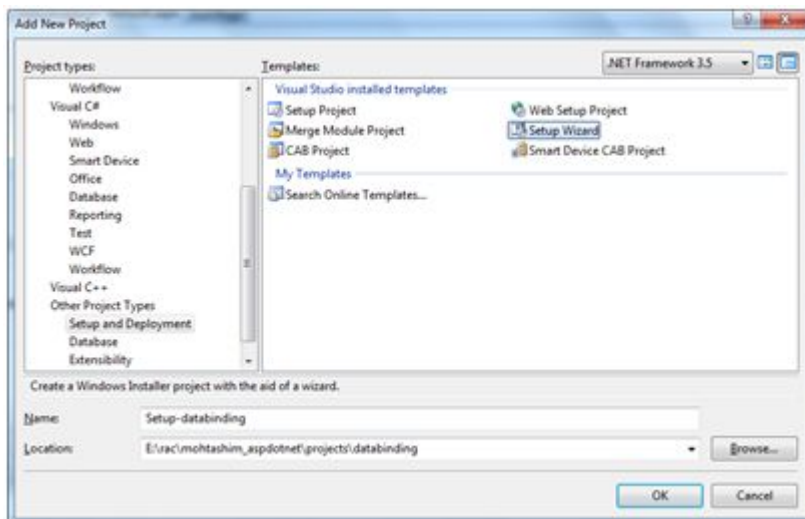 Add New Project
Project types:
Templates:
.NET Framework 3.5
Workflow
Visual C#
Windows
Web
Smart Device
Office
Database
Reporting
Test
WCF
Workflow
Visual C++
Other Project Types
Setup and Deployment
Database
Extensibility
Visual Studio installed templates
Setup Project
Web Setup Project
Merge Module Project
Setup Wizard
CAB Project
Smart Device CAB Project
My Templates
Search Online Templates...
Create a Windows Installer project with the aid of a wizard.
Name:
Setup-databinding
Location:
E:\rac\mohtashim_aspdotnet\projects\databinding
Browse...
OK
Cancel